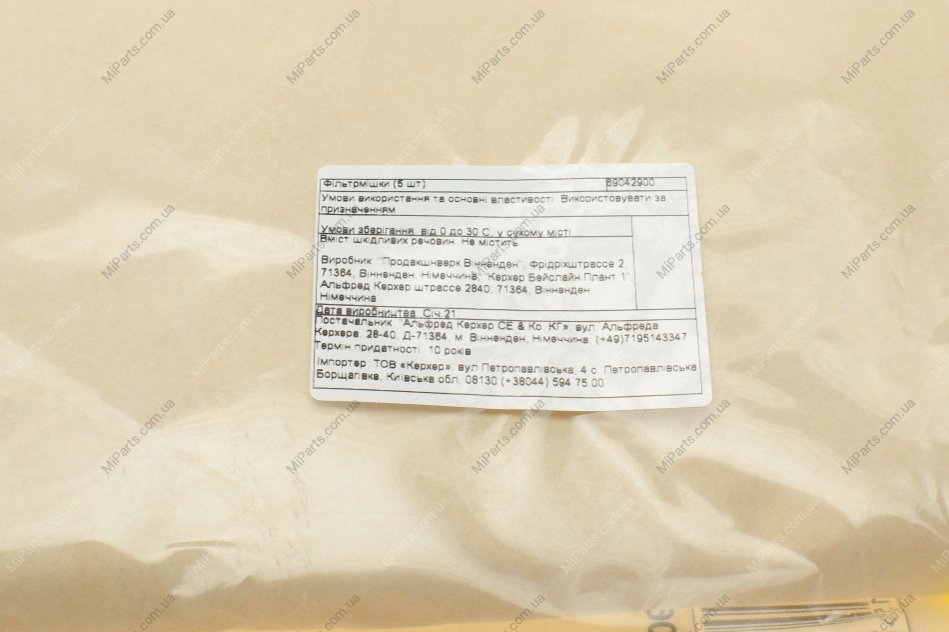 Фільтрмішки (5 шт) 69042900
Умови використання та основні властивості. Використовувати за
призначенням
Умови зберігання: від 0 до 30 С, у сухому місті
Вміст шкідливих речовин: Не містить
Виробник: "Продакшнверк Вінненден", Фрідріхштрассе 2,
71364, Вінненден, Німеччина; "Керхер Бейслайн Плант 1",
Альфред Керхер штрассе 2840, 71364, Вінненден,
Німеччина
Дата виробництва: Січ.21
Постачальник: "Альфред Керхер СЕ & Ко. КГ», вул. Альфреда
Керхера, 28-40, Д-71364, м. Вінненден, Німеччина, (+49)7195143347
Термін придатності: 10 років
Імпортер: ТОВ «Керхер», вул.Петропавлівська, 4 с. Петропавлівська
Борщагівка, Київська обл. 08130 (+38044) 594 75 00
MiParts.com.ua